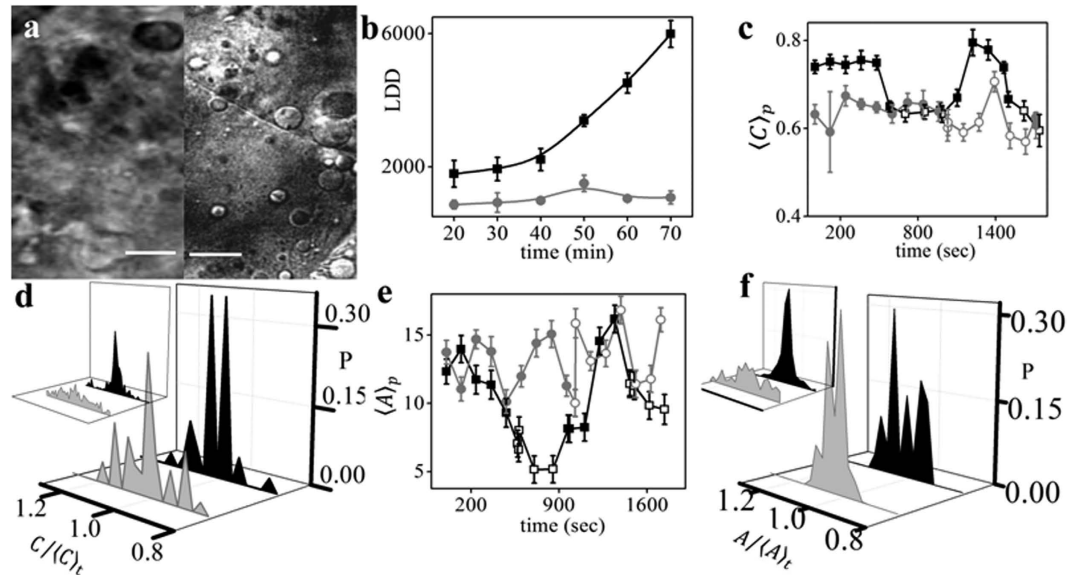 a
b
6000
LDD
2000
20 30 40 50 60 70
time (min)
c
0.8
⟨C⟩p
0.6
0.4
200 800 1400
time (sec)
d
0.30
P
0.15
0.00
1.2
1.0
0.8
C/⟨C⟩t
e
15
⟨A⟩p
10
5
200 900 1600
time (sec)
f
0.30
P
0.15
0.00
1.2
1.0
0.8
A/⟨A⟩t